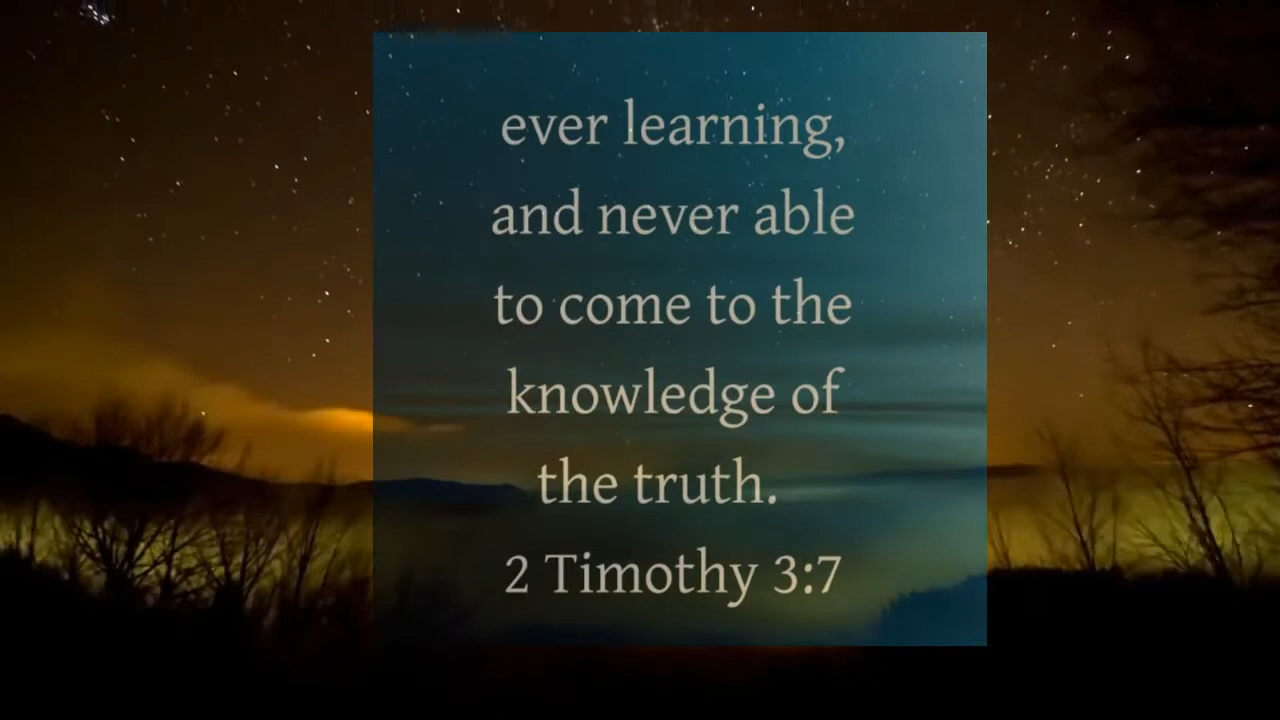 ever learning,
and never able
to come to the
knowledge of
the truth.
2 Timothy 3:7